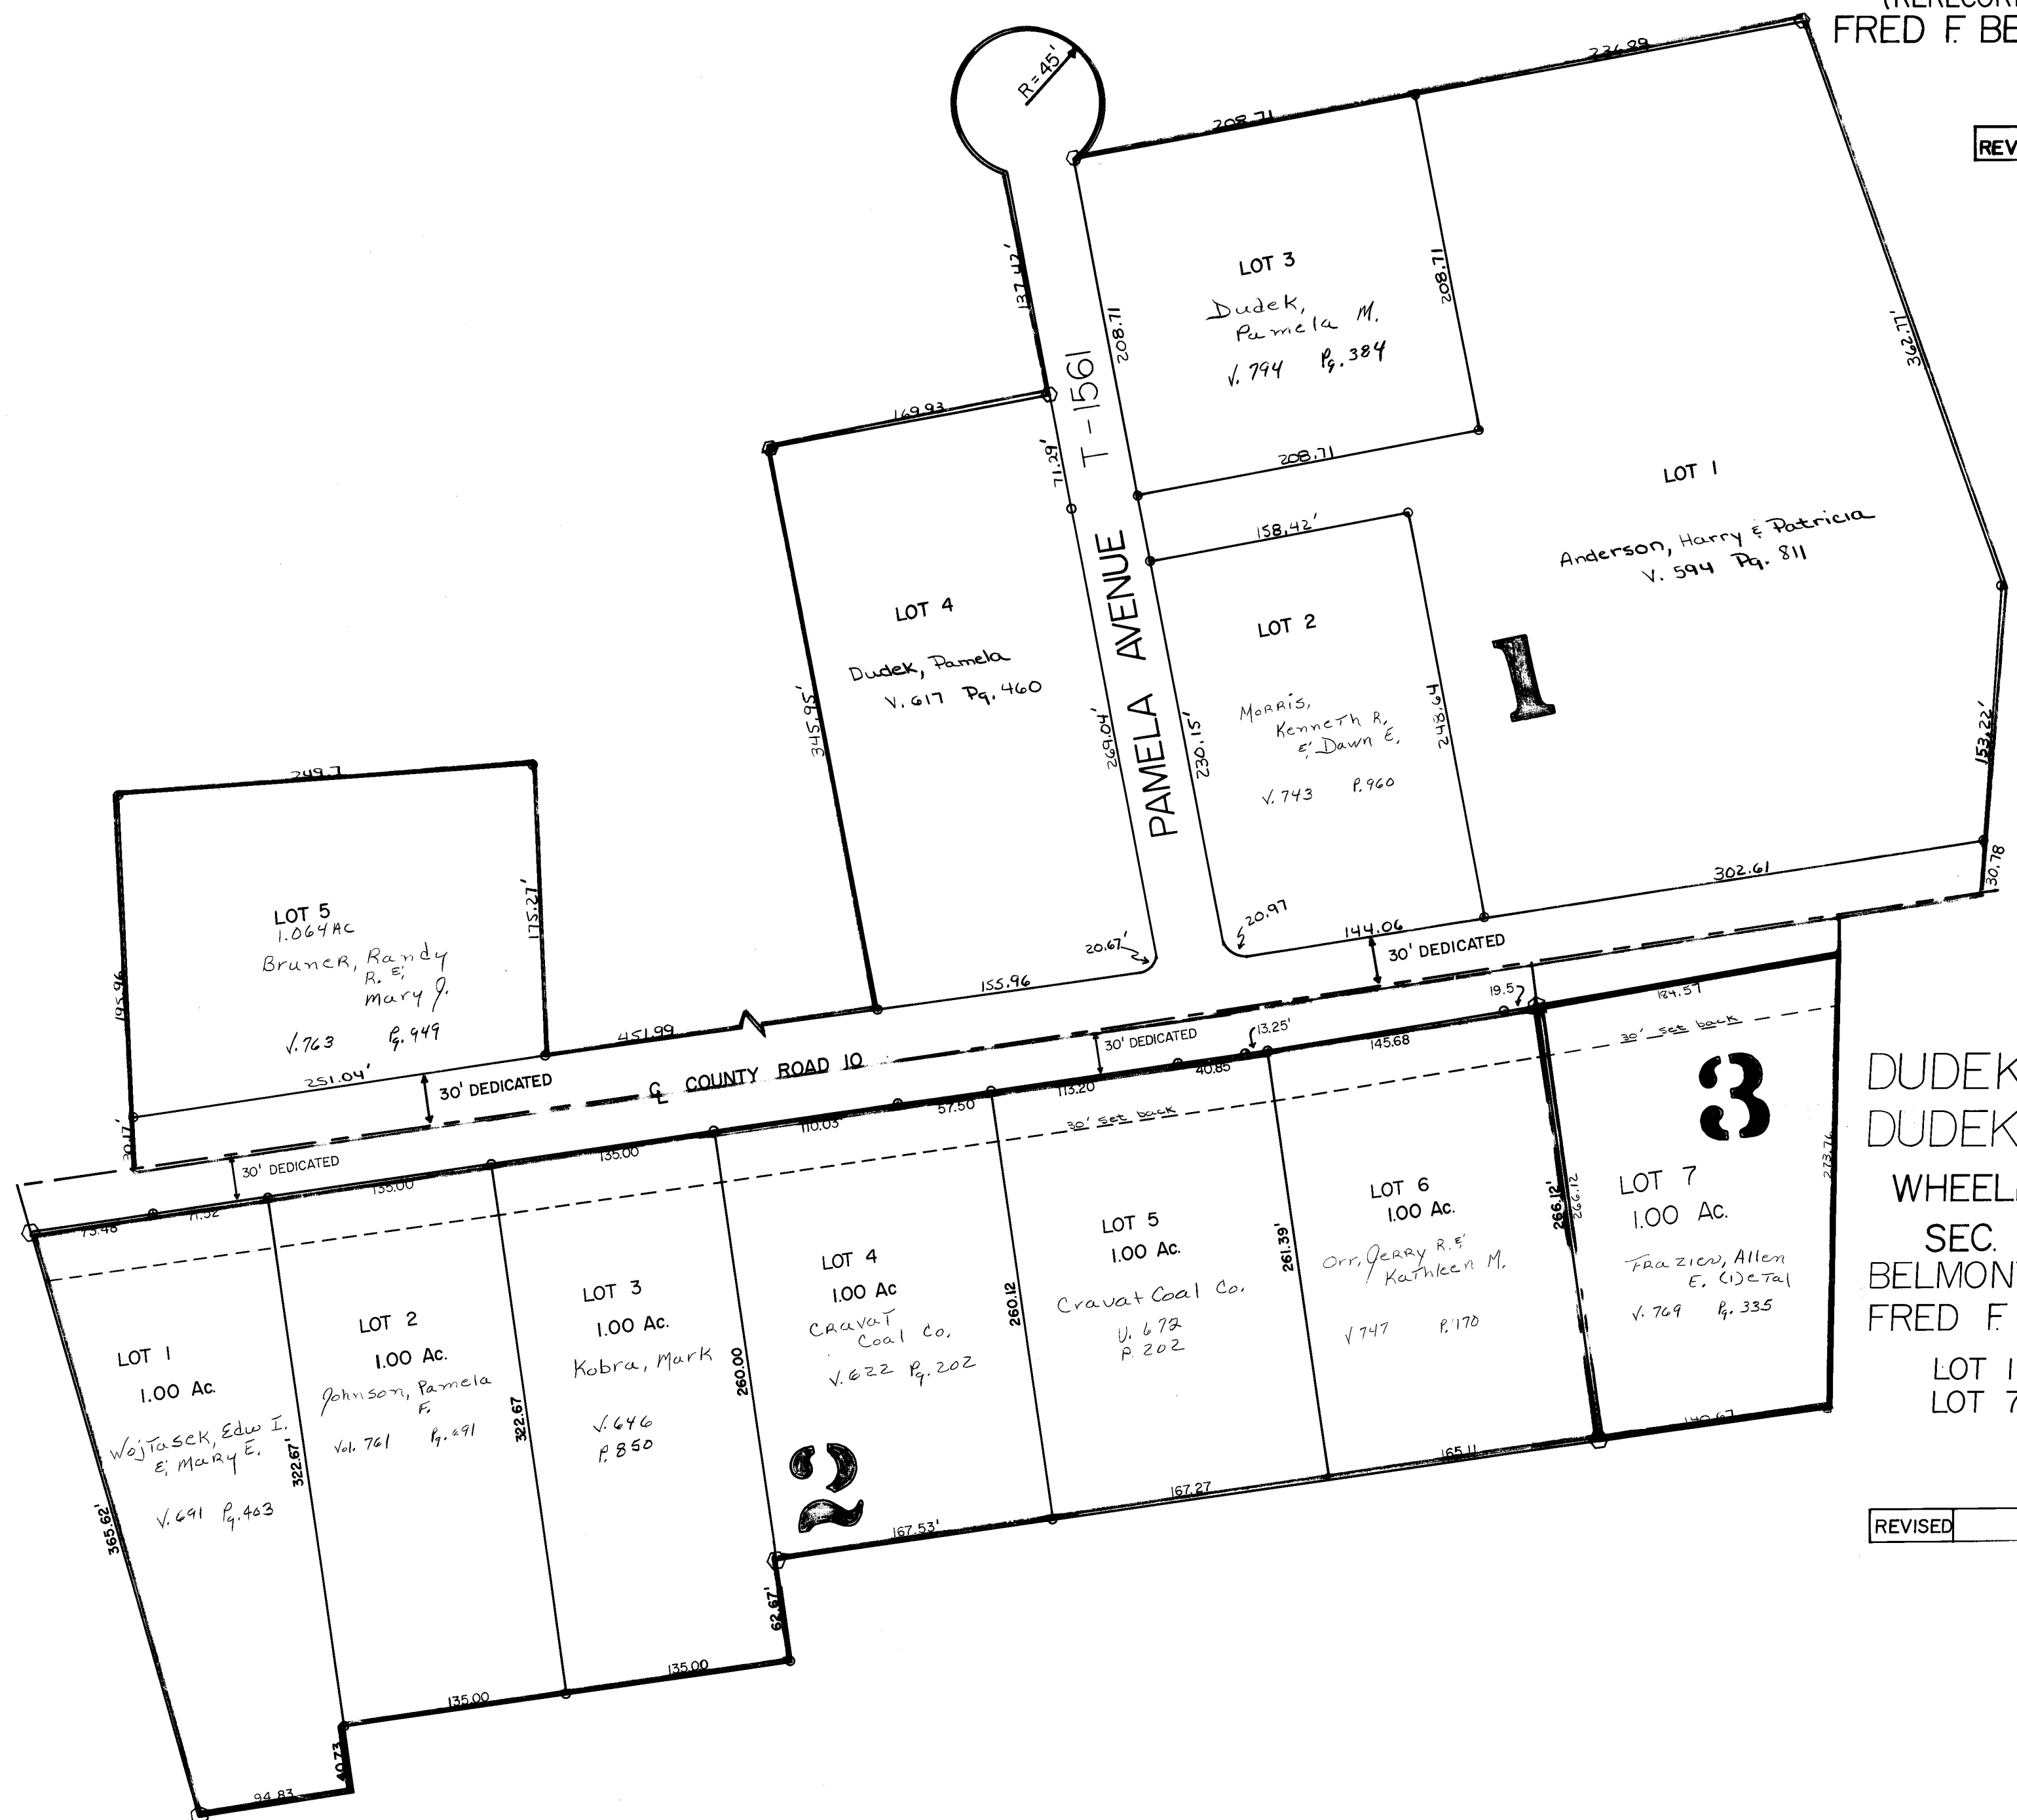 FRED F. BE
REV
R=45'
236.89
208.71
137.42'
LOT 3
Dudek,
Pamela M.
V. 794 Pg. 384
208.71
208.71
208.71
362.77'
169.93
71.29'
T-1561
PAMELA AVENUE
LOT 1
Anderson, Harry & Patricia
V. 594 Pg. 811
1
158.42'
LOT 4
Dudek, Pamela
V. 617 Pg. 460
345.95'
269.04'
230.15'
LOT 2
Morris,
Kenneth R.
& Dawn E.
V. 743 P. 960
248.64
153.22'
30.78
302.61
249.7
LOT 5
1.064 AC
Bruner, Randy
R. &
Mary J.
V. 763 Pg. 949
195.96
175.27'
251.04'
30.17'
451.99
155.96
20.67'
20.97
144.06
30' DEDICATED
30' DEDICATED
30' DEDICATED
30' DEDICATED
℄ COUNTY ROAD 10
73.48
71.52
135.00
135.00
110.03
57.50
113.20
40.85
13.25'
145.68
19.5
184.57
30' set back
30' set back
3
LOT 1
1.00 Ac.
Wojtasek, Edw I.
& Mary E.
V. 691 Pg. 403
365.62'
322.67'
LOT 2
1.00 Ac.
Johnson, Pamela
F.
Vol. 761 Pg. 691
322.67
LOT 3
1.00 Ac.
Kobra, Mark
V. 646
P. 850
260.00
LOT 4
1.00 Ac
Cravat
Coal Co.
V. 622 Pg. 202
260.12
LOT 5
1.00 Ac.
Cravat Coal Co.
V. 672
P. 202
261.39'
LOT 6
1.00 Ac.
Orr, Jerry R. &
Kathleen M.
V 747 P. 170
266.12'
266.12
LOT 7
1.00 Ac.
Frazier, Allen
E. (1) etal
V. 769 Pg. 335
273.76
2
94.83
40.73
135.00
135.00
62.67'
167.53'
167.27
165.11
140.67
DUDEK
DUDEK
WHEEL
SEC.
BELMON
FRED F.
LOT 1
LOT 7
REVISED